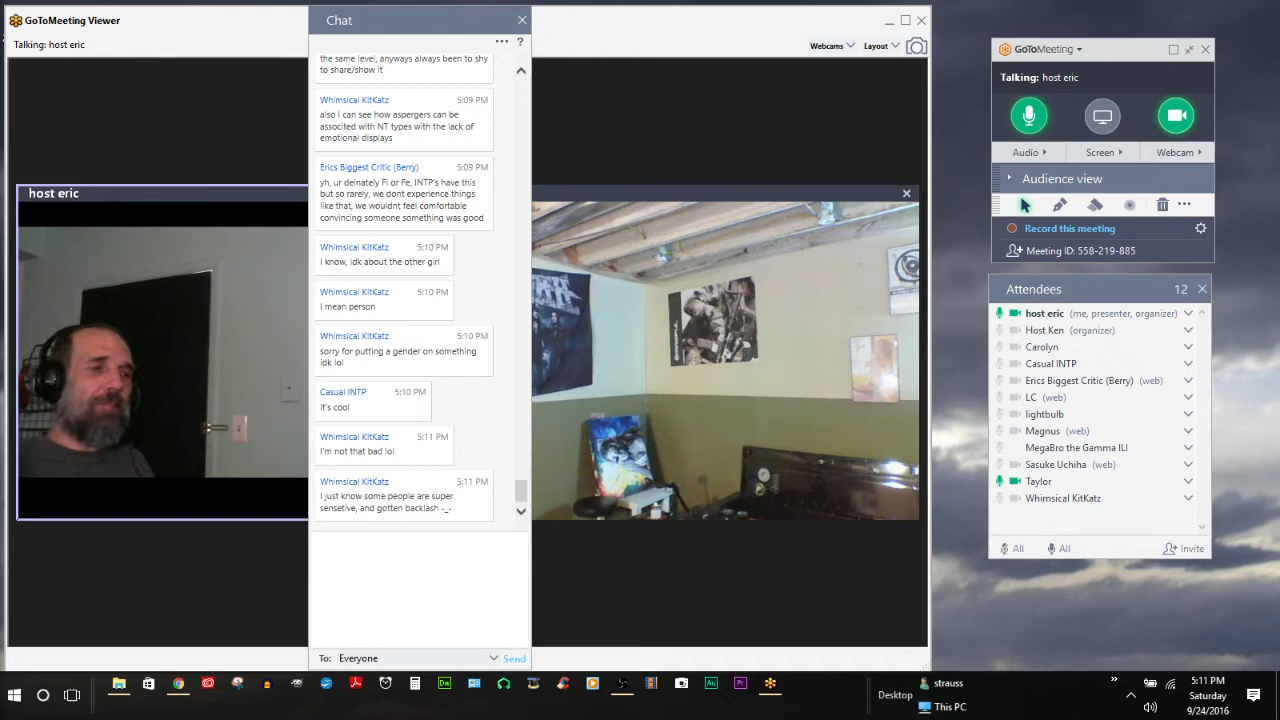 GoToMeeting Viewer
Talking: host eric
Webcams
Layout
host eric
Chat
... ?
the same level, anyways always been to shy
to share/show it
Whimsical KitKatz 5:09 PM
also I can see how aspergers can be
associted with NT types with the lack of
emotional displays
Erics Biggest Critic (Berry) 5:09 PM
yh, ur deinately Fi or Fe, INTP's have this
but so rarely, we dont experience things
like that, we wouldnt feel comfortable
convincing someone something was good
Whimsical KitKatz 5:10 PM
I know, idk about the other girl
Whimsical KitKatz 5:10 PM
I mean person
Whimsical KitKatz 5:10 PM
sorry for putting a gender on something
idk lol
Casual INTP 5:10 PM
it's cool
Whimsical KitKatz 5:11 PM
I'm not that bad lol
Whimsical KitKatz 5:11 PM
I just know some people are super
sensetive, and gotten backlash -_-
To: Everyone Send
GoToMeeting
Talking: host eric
Audio Screen Webcam
Audience view
Record this meeting
Meeting ID: 558-219-885
Attendees 12
host eric (me, presenter, organizer)
Host Ken (organizer)
Carolyn
Casual INTP
Erics Biggest Critic (Berry) (web)
LC (web)
lightbulb
Magnus (web)
MegaBro the Gamma ILI
Sasuke Uchiha (web)
Taylor
Whimsical KitKatz
All All Invite
Dw
Au
Pr
Desktop
strauss
This PC
5:11 PM
Saturday
9/24/2016